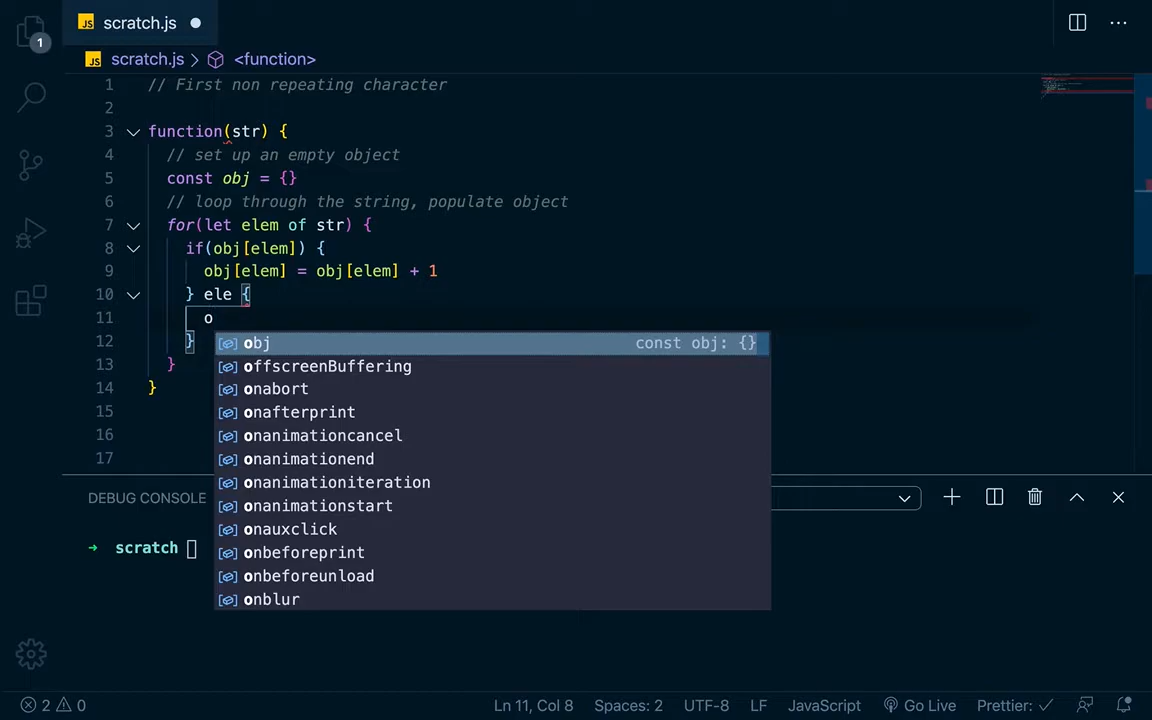 1
JS scratch.js
JS scratch.js > <function>
1 // First non repeating character
2
3 function(str) {
4 // set up an empty object
5 const obj = {}
6 // loop through the string, populate object
7 for(let elem of str) {
8 if(obj[elem]) {
9 obj[elem] = obj[elem] + 1
10 } ele {
11 o
12 }
13 }
14 }
15
16
17
obj const obj: {}
offscreenBuffering
onabort
onafterprint
onanimationcancel
onanimationend
onanimationiteration
onanimationstart
onauxclick
onbeforeprint
onbeforeunload
onblur
DEBUG CONSOLE
→ scratch
2 0 Ln 11, Col 8 Spaces: 2 UTF-8 LF JavaScript Go Live Prettier: ✓